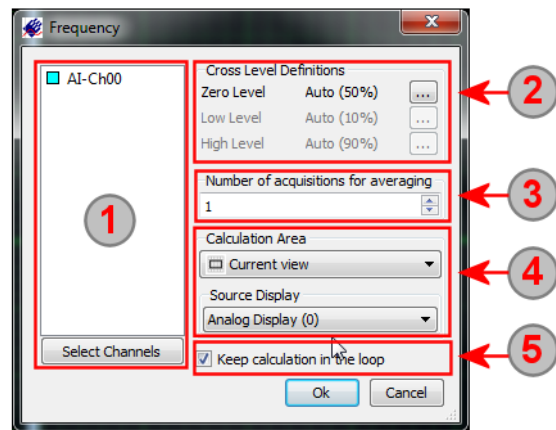 Frequency
AI-Ch00
Select Channels
1
Cross Level Definitions
Zero Level Auto (50%) ...
Low Level Auto (10%) ...
High Level Auto (90%) ...
2
Number of acquisitions for averaging
1
3
Calculation Area
Current view
Source Display
Analog Display (0)
4
Keep calculation in the loop
5
Ok Cancel